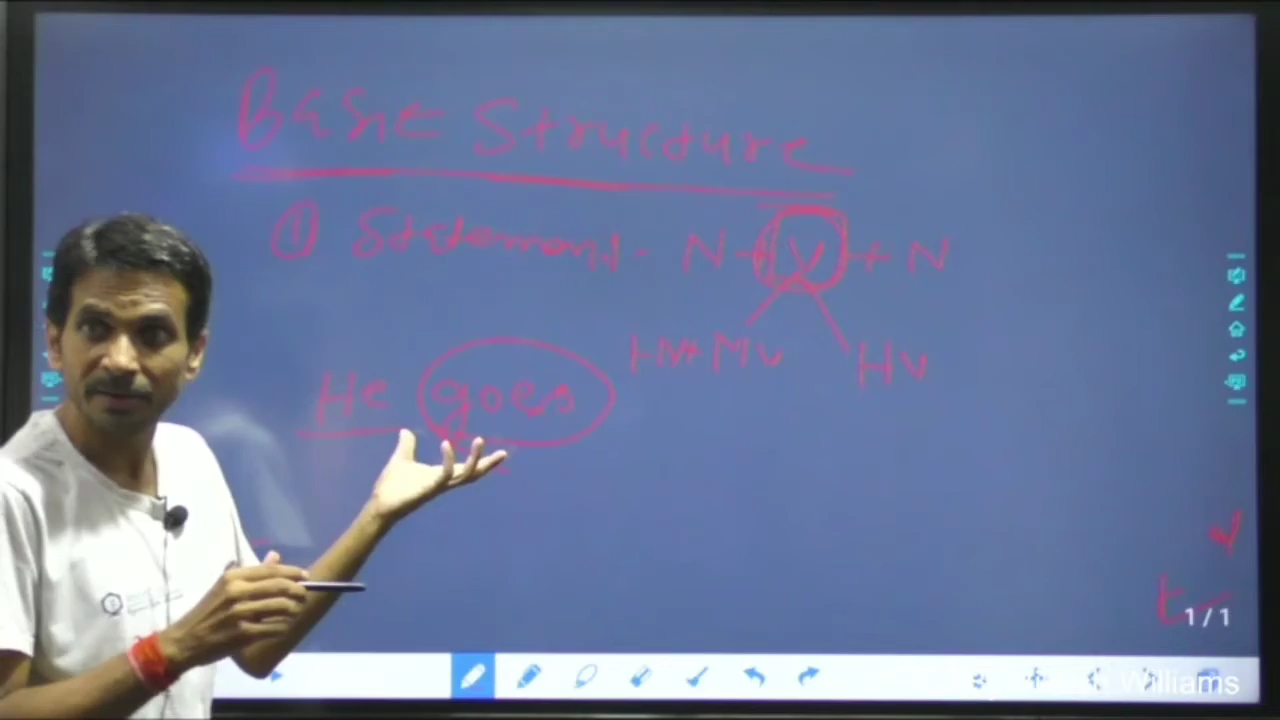 Basic Structure
① Statement - N + V + N
HV+MV HV
He goes
1/1
Williams